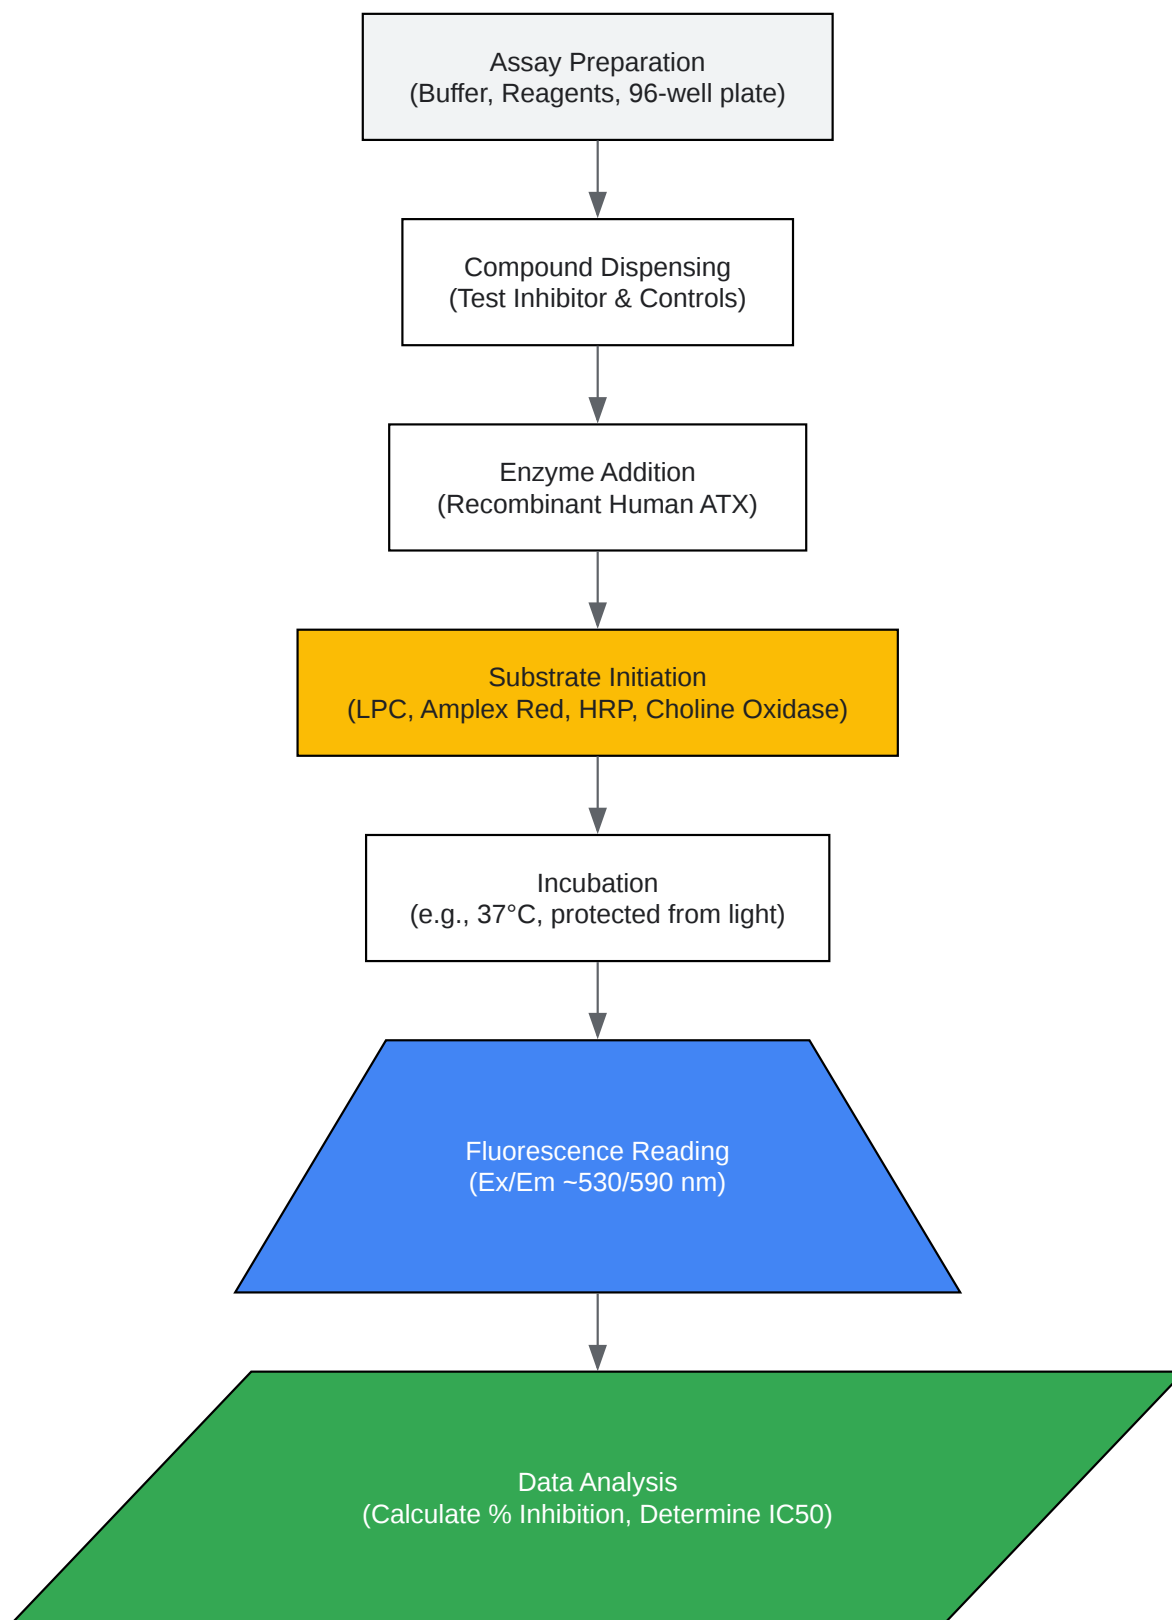 Assay Preparation
(Buffer, Reagents, 96-well plate)
Compound Dispensing
(Test Inhibitor & Controls)
Enzyme Addition
(Recombinant Human ATX)
Substrate Initiation
(LPC, Amplex Red, HRP, Choline Oxidase)
Incubation
(e.g., 37°C, protected from light)
Fluorescence Reading
(Ex/Em ~530/590 nm)
Data Analysis
(Calculate % Inhibition, Determine IC50)